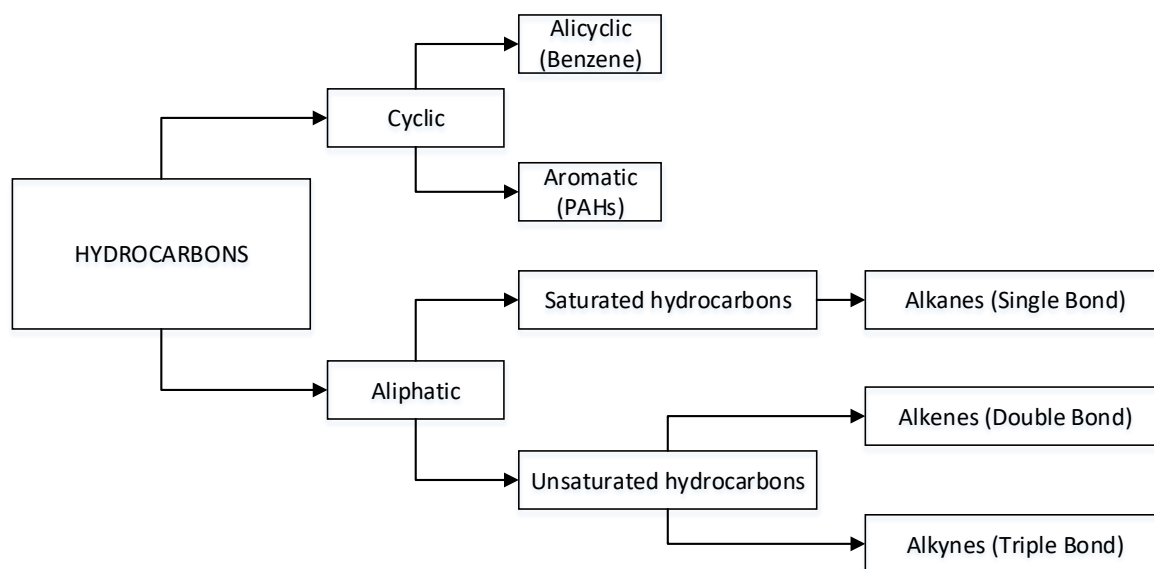 Alicyclic
(Benzene)
Cyclic
Aromatic
(PAHs)
HYDROCARBONS
Saturated hydrocarbons
Alkanes (Single Bond)
Aliphatic
Alkenes (Double Bond)
Unsaturated hydrocarbons
Alkynes (Triple Bond)